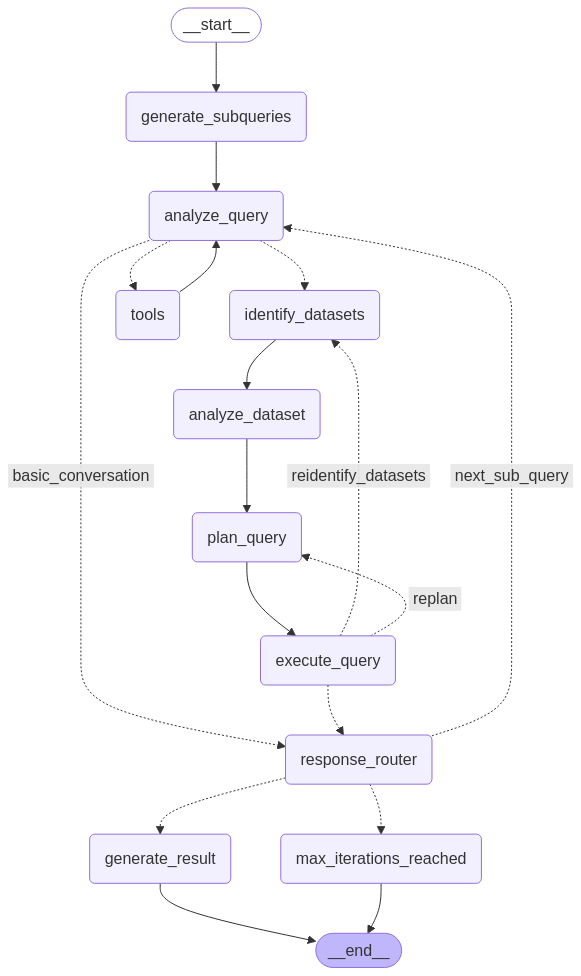 __start__
generate_subqueries
analyze_query
tools
identify_datasets
analyze_dataset
basic_conversation
reidentify_datasets
next_sub_query
plan_query
replan
execute_query
response_router
generate_result
max_iterations_reached
__end__